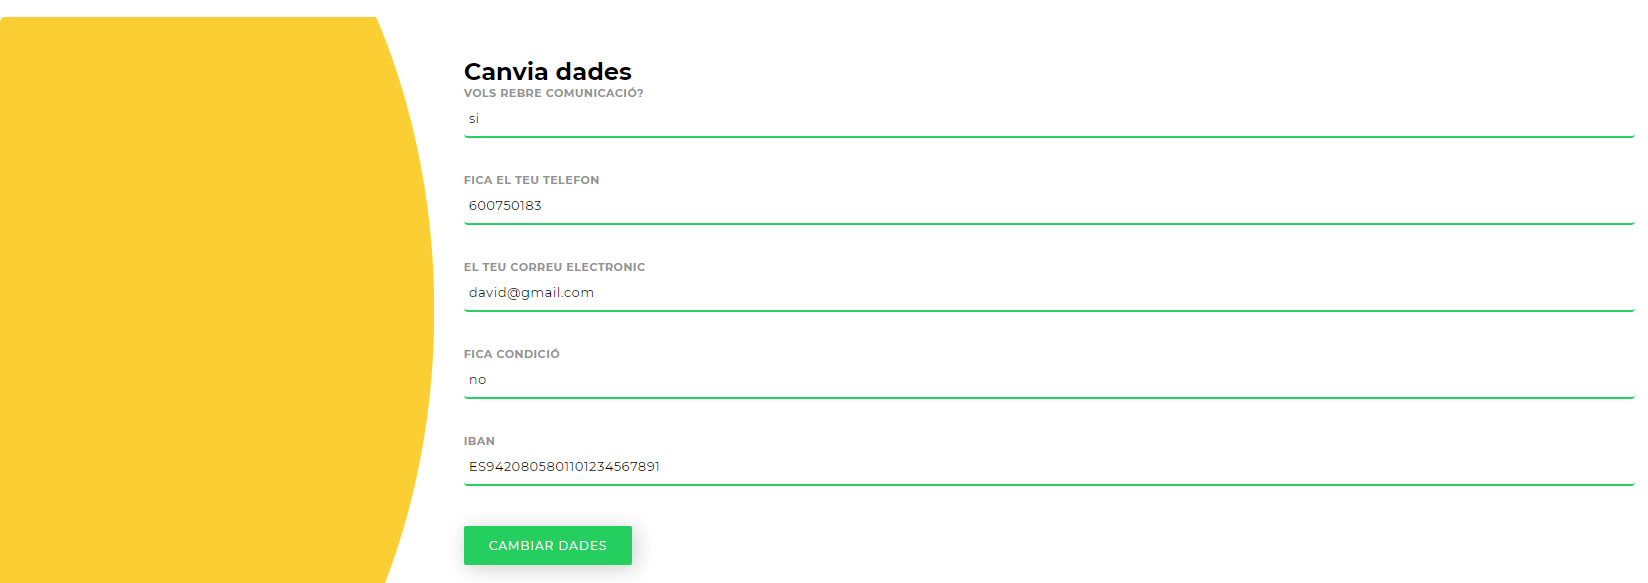 Canvia dades
VOLS REBRE COMUNICACIÓ?
si
FICA EL TEU TELEFON
600750183
EL TEU CORREU ELECTRONIC
david@gmail.com
FICA CONDICIÓ
no
IBAN
ES9420805801101234567891
CAMBIAR DADES